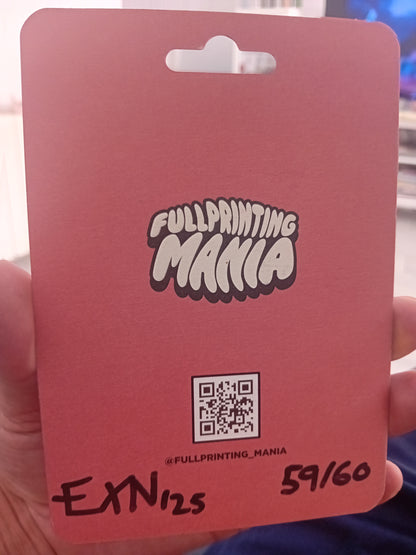 FULLPRINTING
MANIA
@FULLPRINTING_MANIA
EXN125 59/60